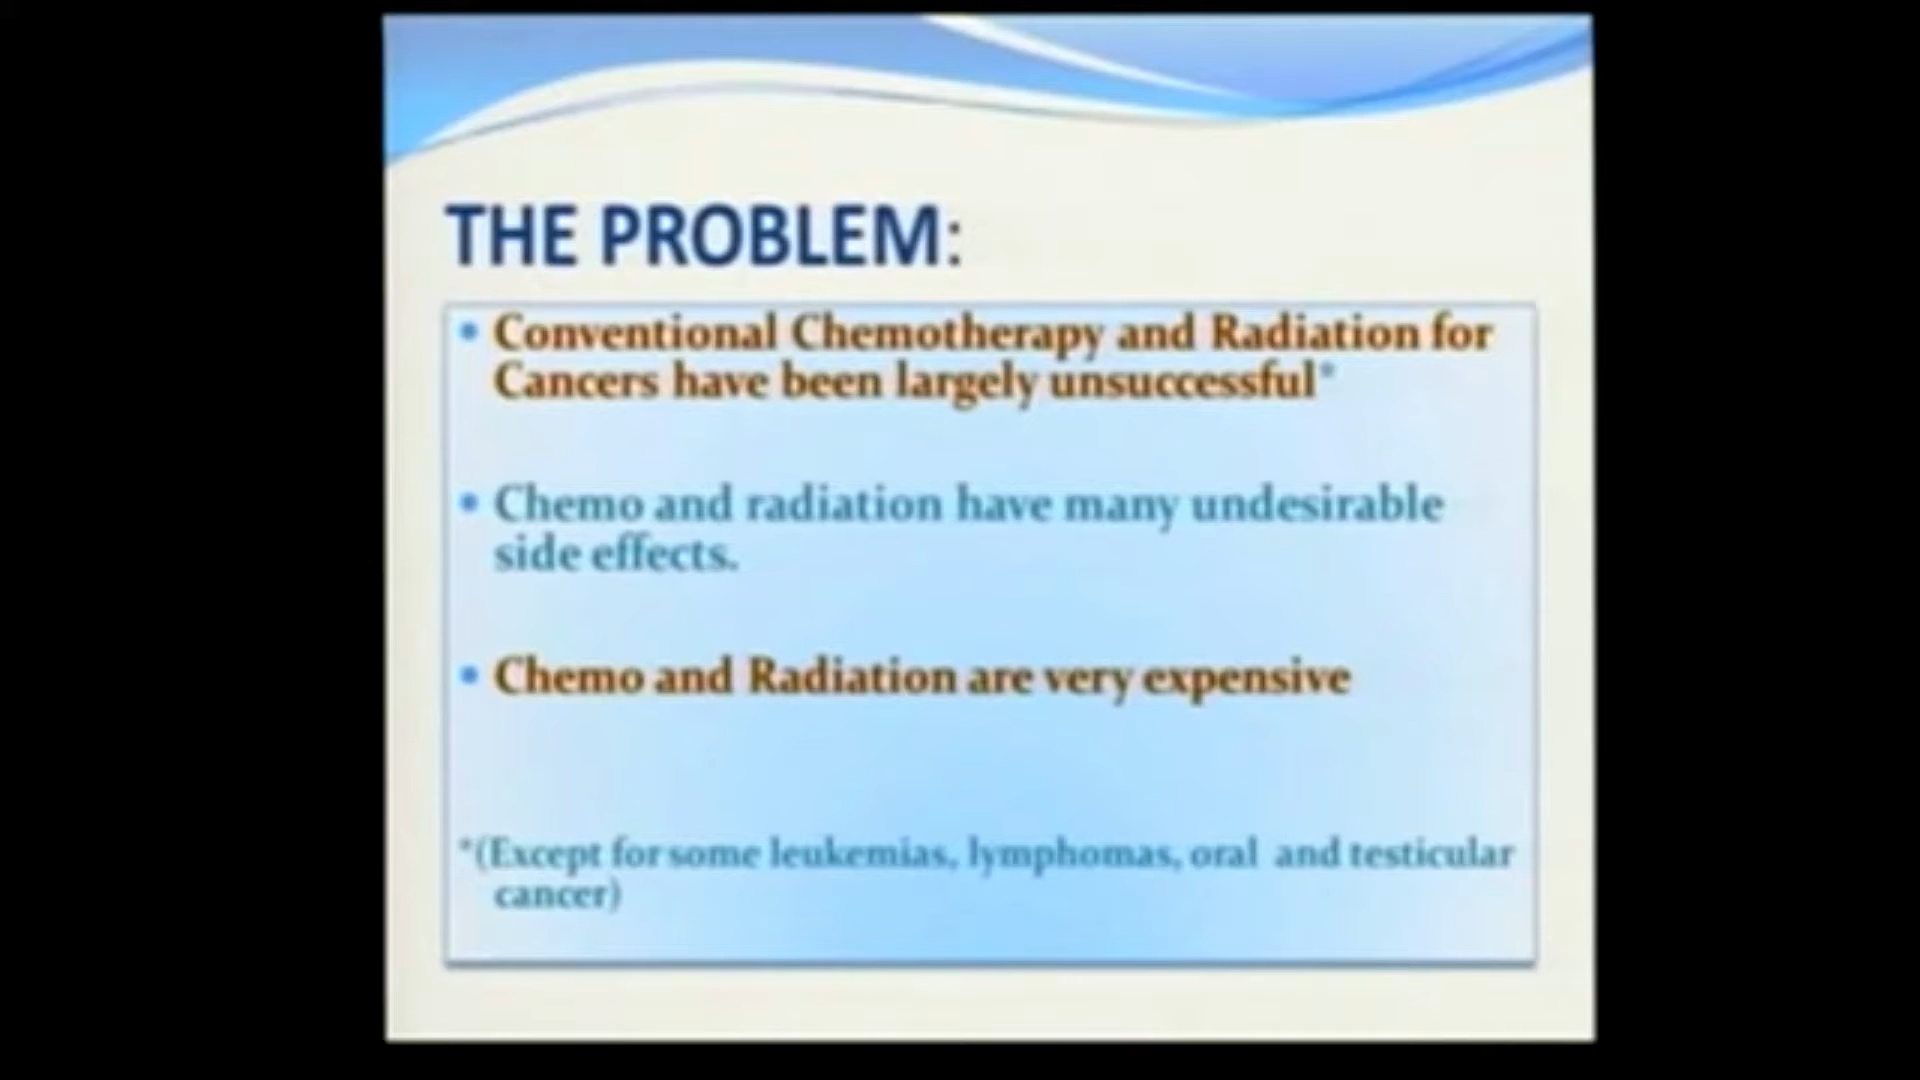 THE PROBLEM:
• Conventional Chemotherapy and Radiation for
Cancers have been largely unsuccessful*
• Chemo and radiation have many undesirable
side effects.
• Chemo and Radiation are very expensive
*(Except for some leukemias, lymphomas, oral and testicular
cancer)